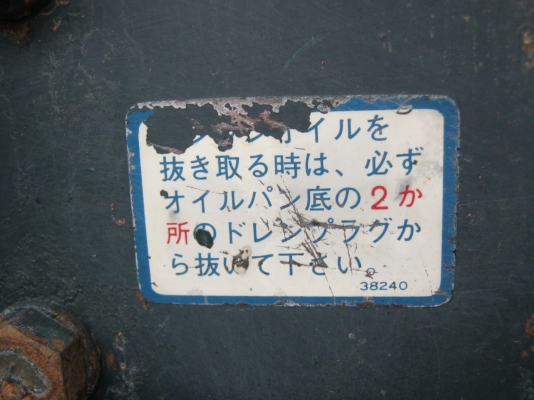 ンオイルを
抜き取る時は、必ず
オイルパン底の2か
所のドレンプラグか
ら抜いて下さい。
38240